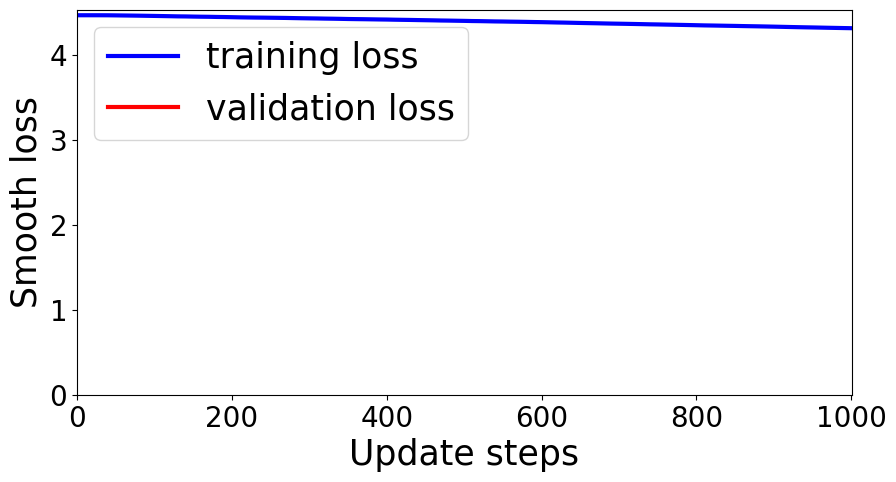 training loss
validation loss
Smooth loss
4
3
2
1
0
0 200 400 600 800 1000
Update steps